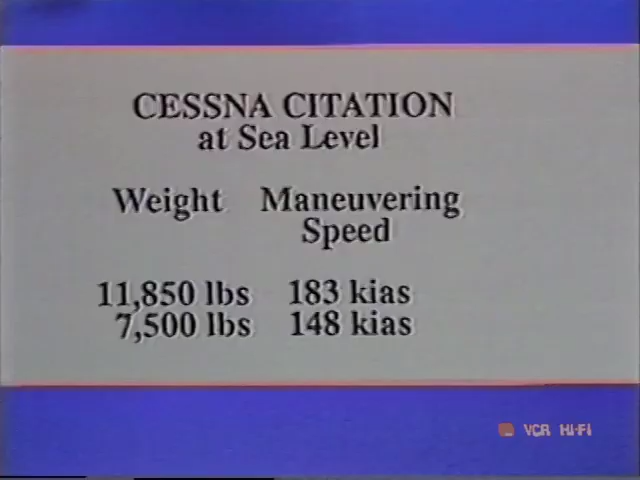 CESSNA CITATION
at Sea Level
Weight Maneuvering
Speed
11,850 lbs 183 kias
7,500 lbs 148 kias
VCR HI-FI